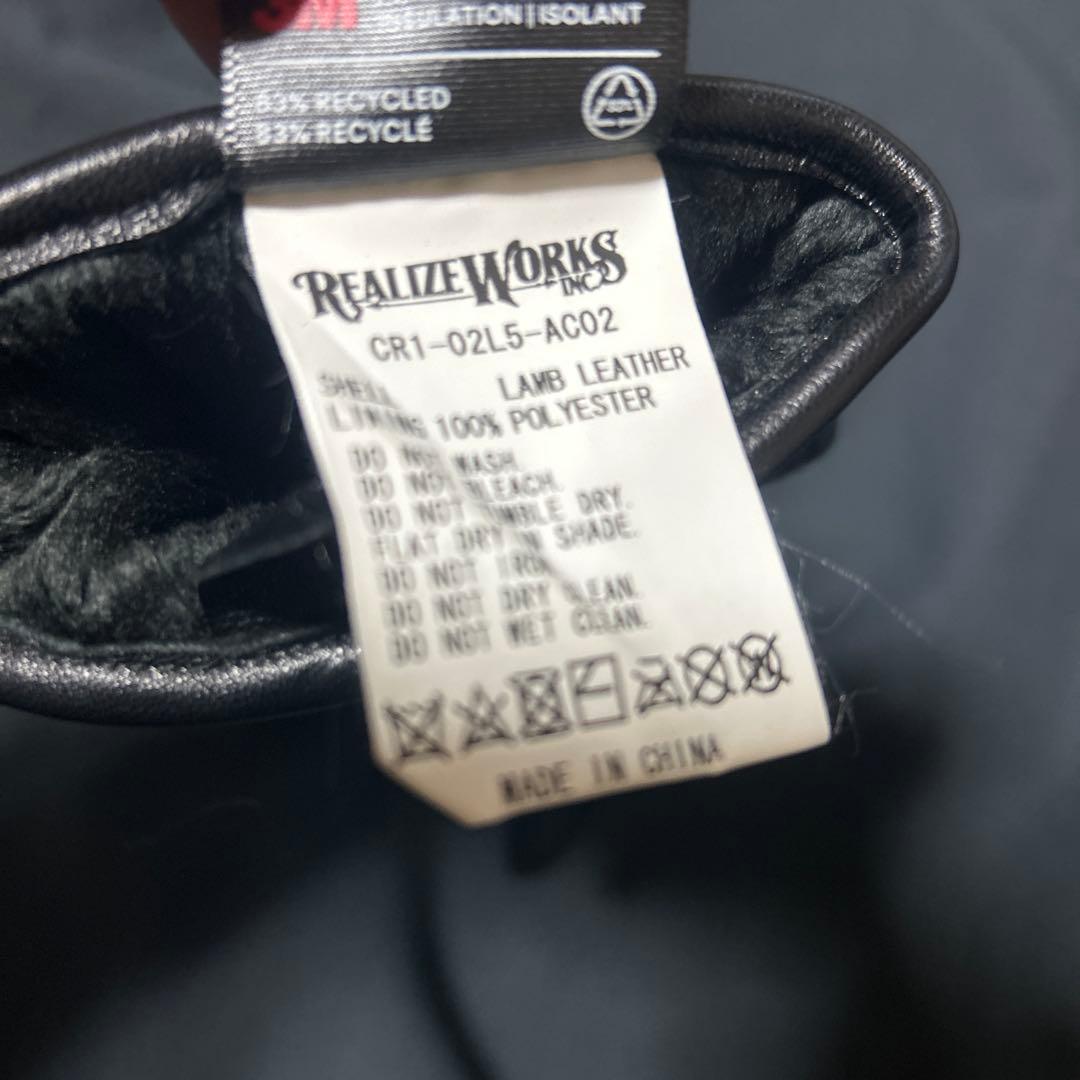 3M INSULATION | ISOLANT
83% RECYCLED
83% RECYCLÉ
REALIZEWORKS
INC
CR1-02L5-AC02
SHELL LAMB LEATHER
LINING 100% POLYESTER
DO NOT WASH.
DO NOT BLEACH.
DO NOT TUMBLE DRY.
FLAT DRY IN SHADE.
DO NOT IRON
DO NOT DRY CLEAN.
DO NOT WET CLEAN.
MADE IN CHINA